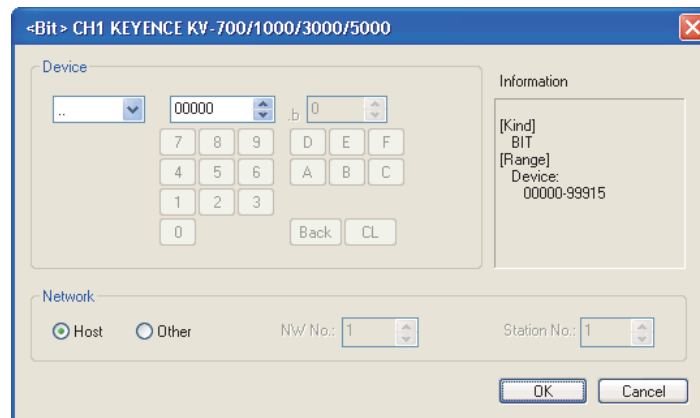 <Bit> CH1 KEYENCE KV-700/1000/3000/5000
Device
.. 00000 .b 0
7 8 9 D E F
4 5 6 A B C
1 2 3
0 Back CL
Information
[Kind]
BIT
[Range]
Device:
00000-99915
Network
Host Other NW No.: 1 Station No.: 1
OK Cancel